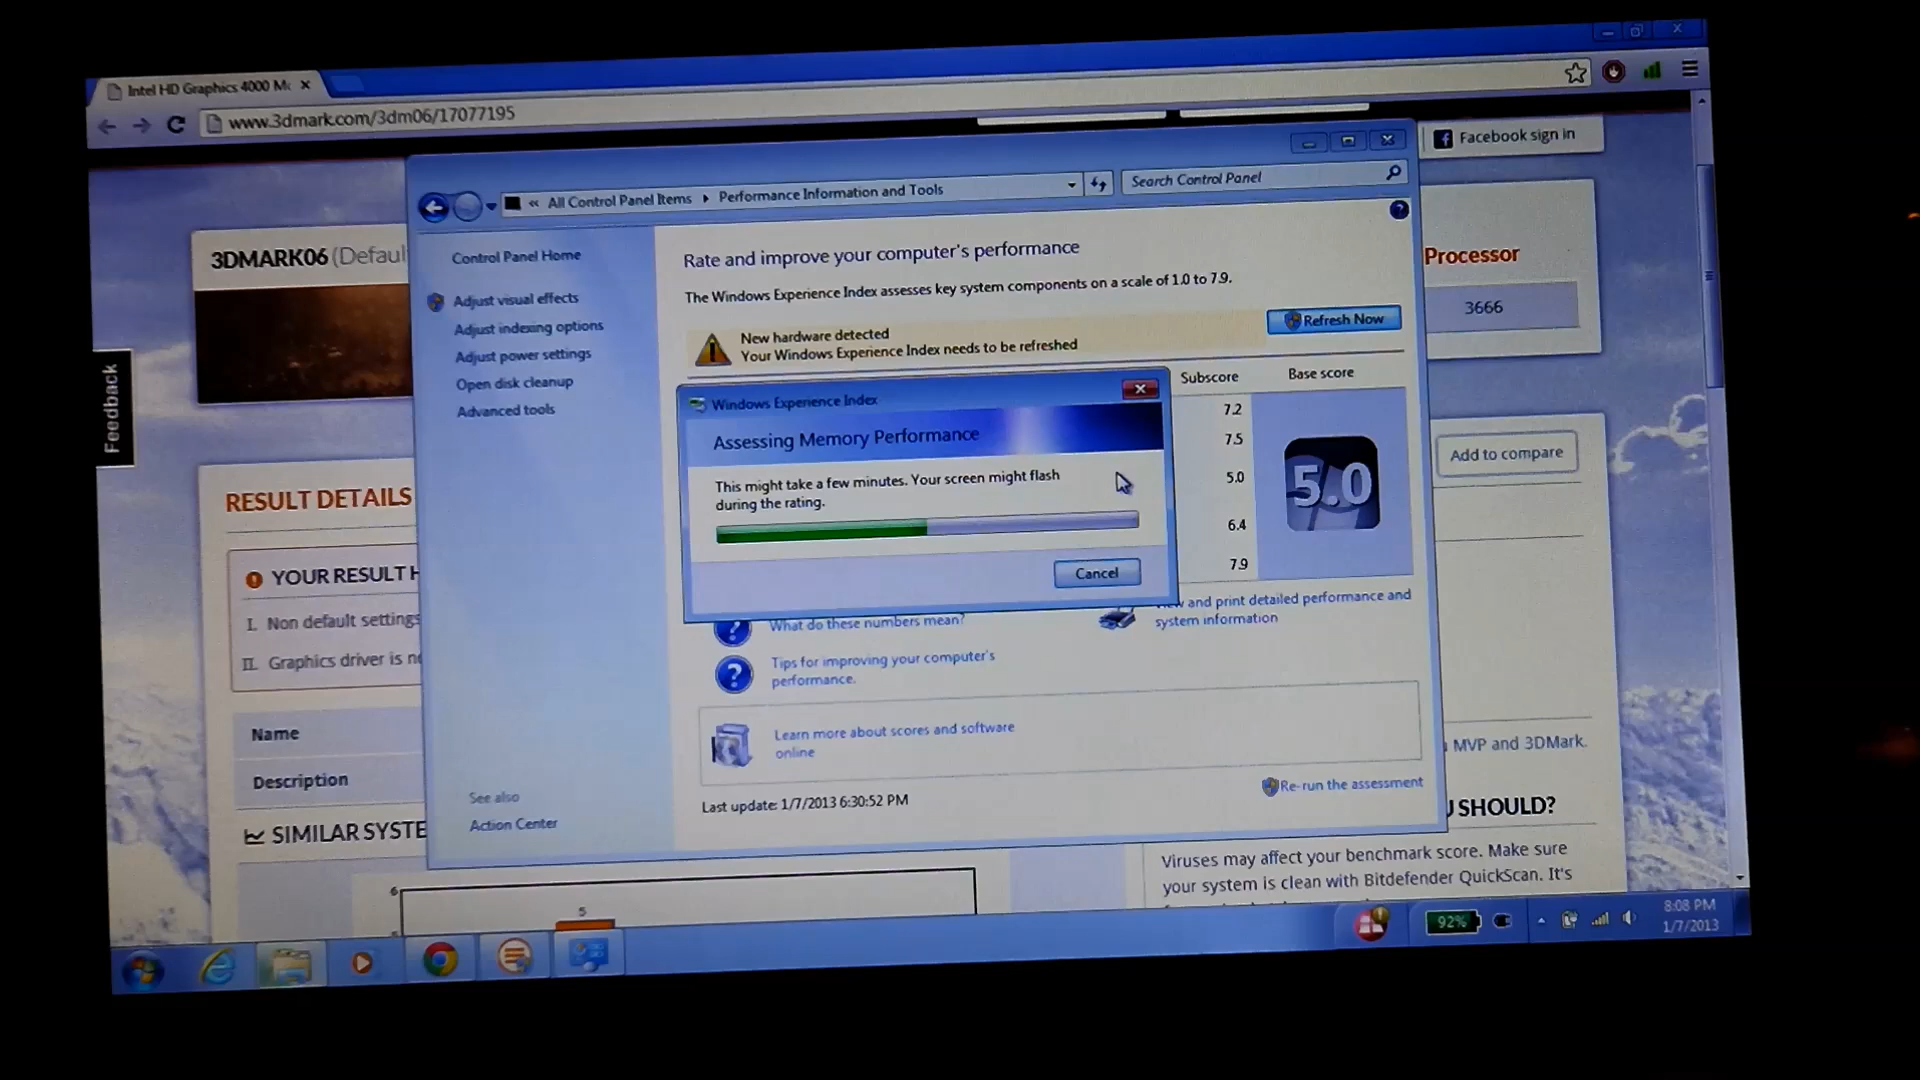 Intel HD Graphics 4000 Mo
www.3dmark.com/3dm06/17077195
Facebook sign in
All Control Panel Items
Performance Information and Tools
Search Control Panel
3DMARK06 (Defaul
Processor
3666
Feedback
RESULT DETAILS
YOUR RESULT H
I. Non default settings
II. Graphics driver is no
Name
Description
SIMILAR SYSTE
6
5
Control Panel Home
Adjust visual effects
Adjust indexing options
Adjust power settings
Open disk cleanup
Advanced tools
See also
Action Center
Rate and improve your computer's performance
The Windows Experience Index assesses key system components on a scale of 1.0 to 7.9.
New hardware detected
Your Windows Experience Index needs to be refreshed
Refresh Now
Subscore
Base score
7.2
7.5
5.0
6.4
7.9
5.0
Windows Experience Index
Assessing Memory Performance
This might take a few minutes. Your screen might flash
during the rating.
Cancel
What do these numbers mean?
and print detailed performance and
system information
Tips for improving your computer's
performance.
Learn more about scores and software
online
Last update: 1/7/2013 6:30:52 PM
Re-run the assessment
Add to compare
MVP and 3DMark.
SHOULD?
Viruses may affect your benchmark score. Make sure
your system is clean with Bitdefender QuickScan. It's
92%
8:08 PM
1/7/2013